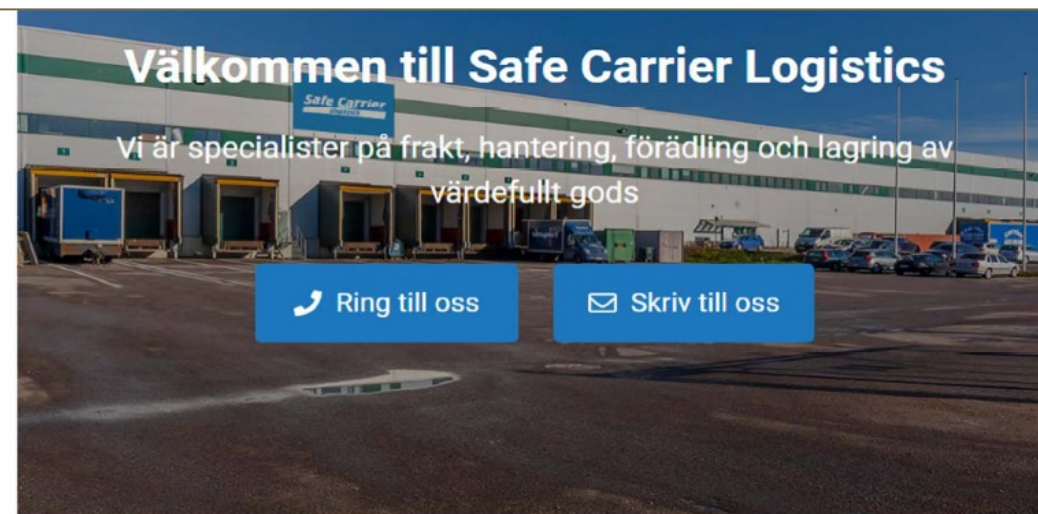 Välkommen till Safe Carrier Logistics
Safe Carrier
Vi är specialister på frakt, hantering, förädling och lagring av
värdefullt gods
Ring till oss
Skriv till oss